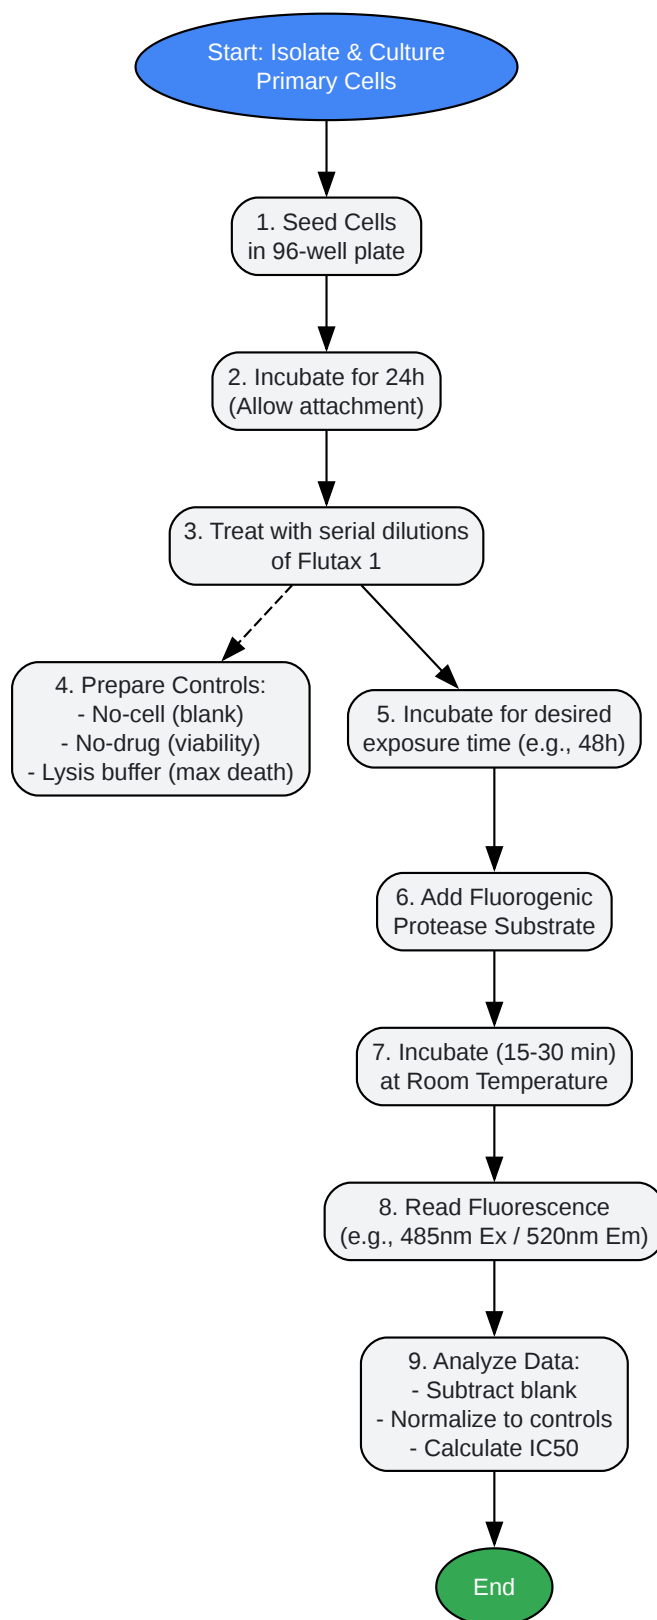 Start: Isolate & Culture
Primary Cells
1. Seed Cells
in 96-well plate
2. Incubate for 24h
(Allow attachment)
3. Treat with serial dilutions
of Flutax 1
4. Prepare Controls:
- No-cell (blank)
- No-drug (viability)
- Lysis buffer (max death)
5. Incubate for desired
exposure time (e.g., 48h)
6. Add Fluorogenic
Protease Substrate
7. Incubate (15-30 min)
at Room Temperature
8. Read Fluorescence
(e.g., 485nm Ex / 520nm Em)
9. Analyze Data:
- Subtract blank
- Normalize to controls
- Calculate IC50
End